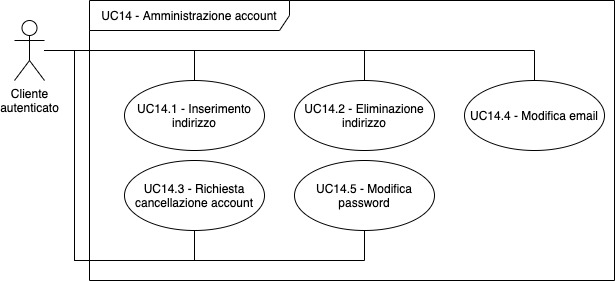 UC14 - Amministrazione account
Cliente
autenticato
UC14.1 - Inserimento
indirizzo
UC14.2 - Eliminazione
indirizzo
UC14.4 - Modifica email
UC14.3 - Richiesta
cancellazione account
UC14.5 - Modifica
password